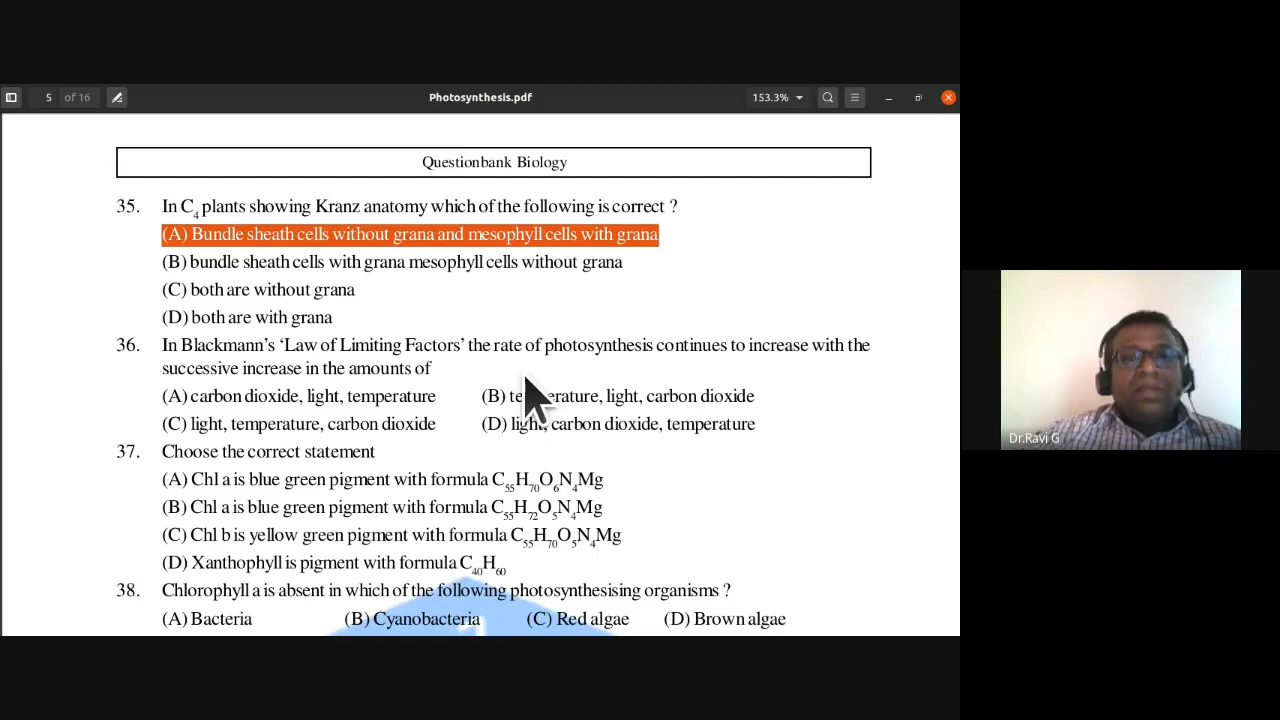 5 of 16
Photosynthesis.pdf
153.3%
Questionbank Biology
35. In C4 plants showing Kranz anatomy which of the following is correct ?
(A) Bundle sheath cells without grana and mesophyll cells with grana
(B) bundle sheath cells with grana mesophyll cells without grana
(C) both are without grana
(D) both are with grana
36. In Blackmann's 'Law of Limiting Factors' the rate of photosynthesis continues to increase with the
successive increase in the amounts of
(A) carbon dioxide, light, temperature (B) temperature, light, carbon dioxide
(C) light, temperature, carbon dioxide (D) light, carbon dioxide, temperature
37. Choose the correct statement
(A) Chl a is blue green pigment with formula C55H70O6N4Mg
(B) Chl a is blue green pigment with formula C55H72O5N4Mg
(C) Chl b is yellow green pigment with formula C55H70O5N4Mg
(D) Xanthophyll is pigment with formula C40H60
38. Chlorophyll a is absent in which of the following photosynthesising organisms ?
(A) Bacteria (B) Cyanobacteria (C) Red algae (D) Brown algae
Dr.Ravi G